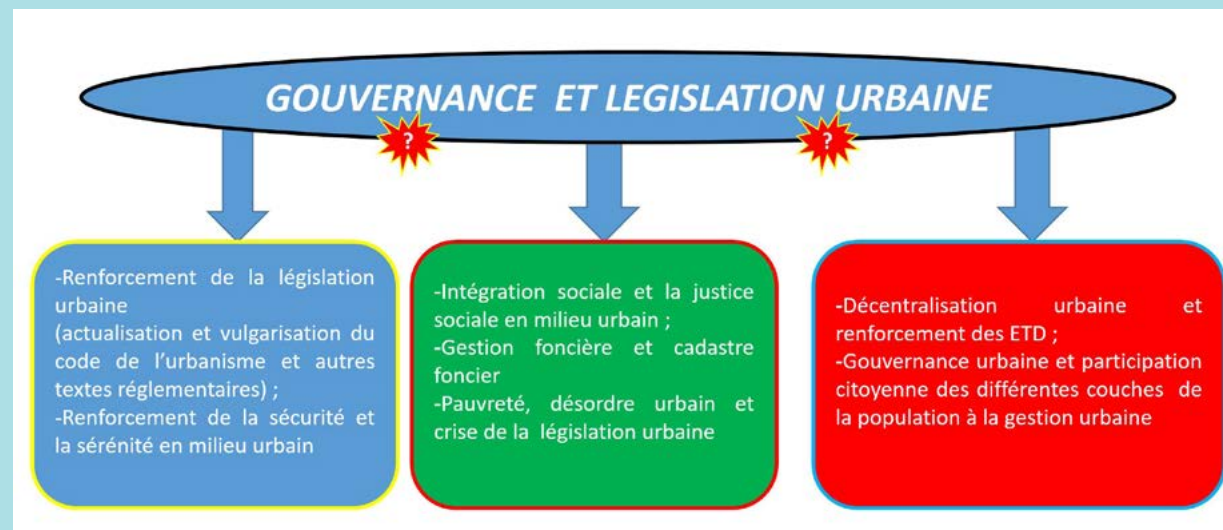 GOUVERNANCE ET LEGISLATION URBAINE
?
?
-Renforcement de la législation
urbaine
(actualisation et vulgarisation du
code de l'urbanisme et autres
textes réglementaires) ;
-Renforcement de la sécurité et
la sérénité en milieu urbain
-Intégration sociale et la justice
sociale en milieu urbain ;
-Gestion foncière et cadastre
foncier
-Pauvreté, désordre urbain et
crise de la législation urbaine
-Décentralisation urbaine et
renforcement des ETD ;
-Gouvernance urbaine et participation
citoyenne des différentes couches de
la population à la gestion urbaine